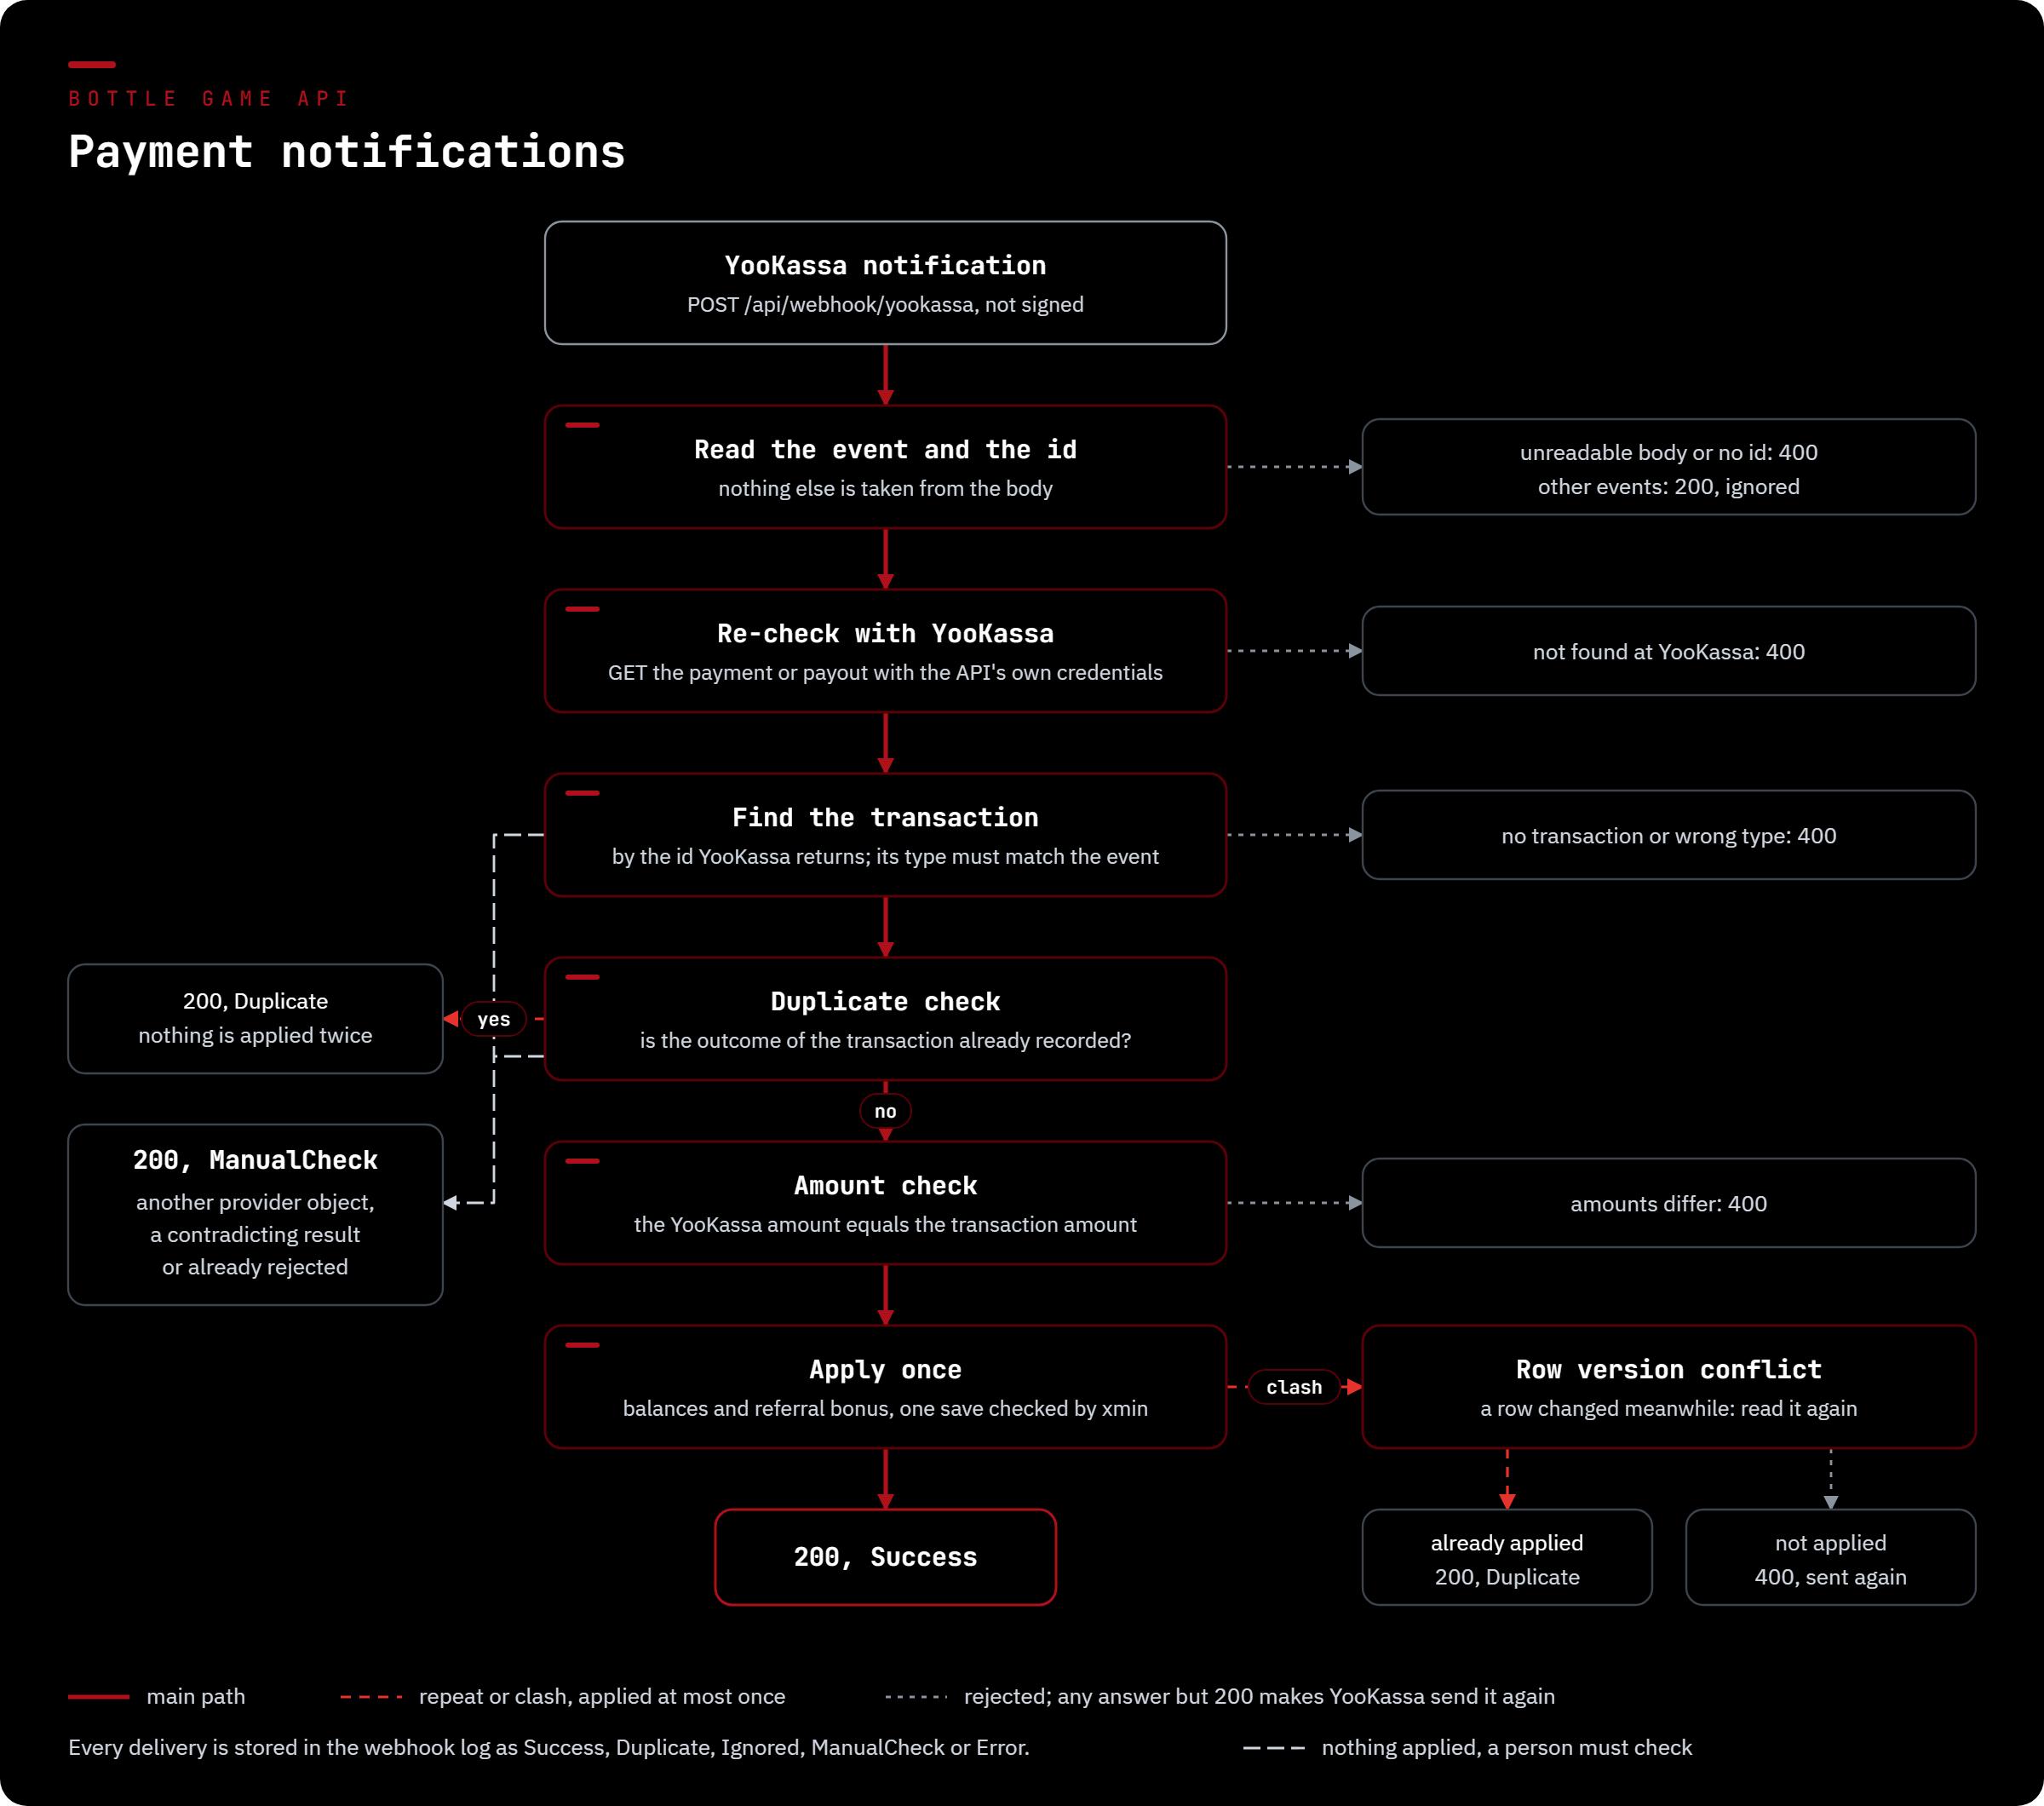 BOTTLE GAME API
Payment notifications
YooKassa notification
POST /api/webhook/yookassa, not signed
Read the event and the id
nothing else is taken from the body
unreadable body or no id: 400
other events: 200, ignored
Re-check with YooKassa
GET the payment or payout with the API's own credentials
not found at YooKassa: 400
Find the transaction
by the id YooKassa returns; its type must match the event
no transaction or wrong type: 400
Duplicate check
is the outcome of the transaction already recorded?
yes
200, Duplicate
nothing is applied twice
no
200, ManualCheck
another provider object,
a contradicting result
or already rejected
Amount check
the YooKassa amount equals the transaction amount
amounts differ: 400
Apply once
balances and referral bonus, one save checked by xmin
clash
Row version conflict
a row changed meanwhile: read it again
200, Success
already applied
200, Duplicate
not applied
400, sent again
main path
repeat or clash, applied at most once
rejected; any answer but 200 makes YooKassa send it again
Every delivery is stored in the webhook log as Success, Duplicate, Ignored, ManualCheck or Error.
nothing applied, a person must check